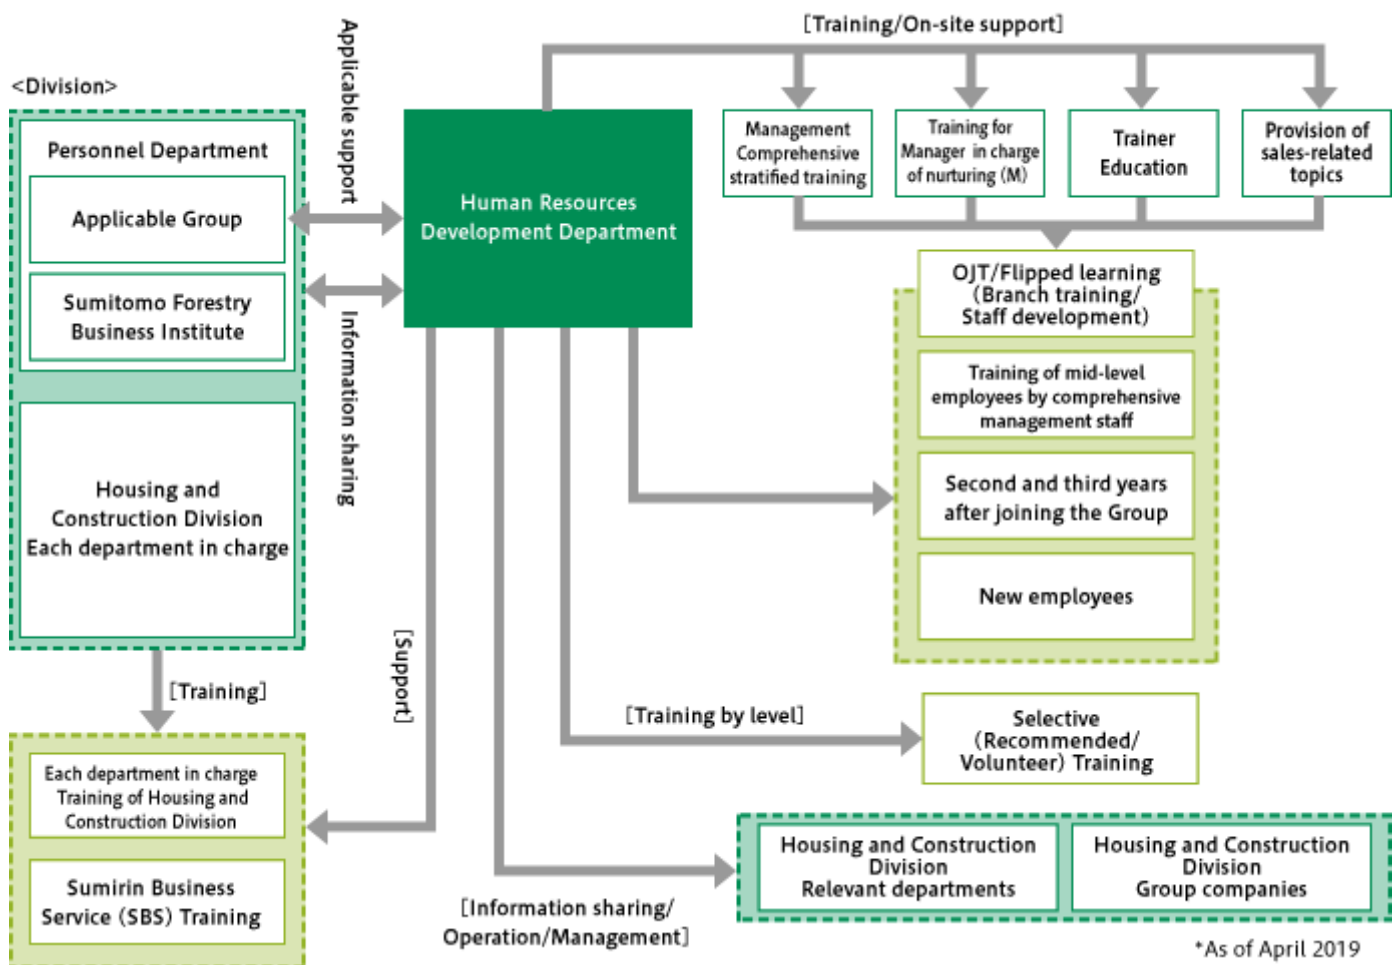 [Training/On-site support]
Applicable support
<Division>
Personnel Department
Applicable Group
Sumitomo Forestry
Business Institute
Housing and
Construction Division
Each department in charge
Information sharing
Human Resources
Development Department
Management
Comprehensive
stratified training
Training for
Manager in charge
of nurturing (M)
Trainer
Education
Provision of
sales-related
topics
OJT/Flipped learning
(Branch training/
Staff development)
Training of mid-level
employees by comprehensive
management staff
Second and third years
after joining the Group
New employees
[Training]
[Support]
Each department in charge
Training of Housing and
Construction Division
Sumirin Business
Service (SBS) Training
[Training by level]
Selective
(Recommended/
Volunteer) Training
[Information sharing/
Operation/Management]
Housing and Construction
Division
Relevant departments
Housing and Construction
Division
Group companies
*As of April 2019